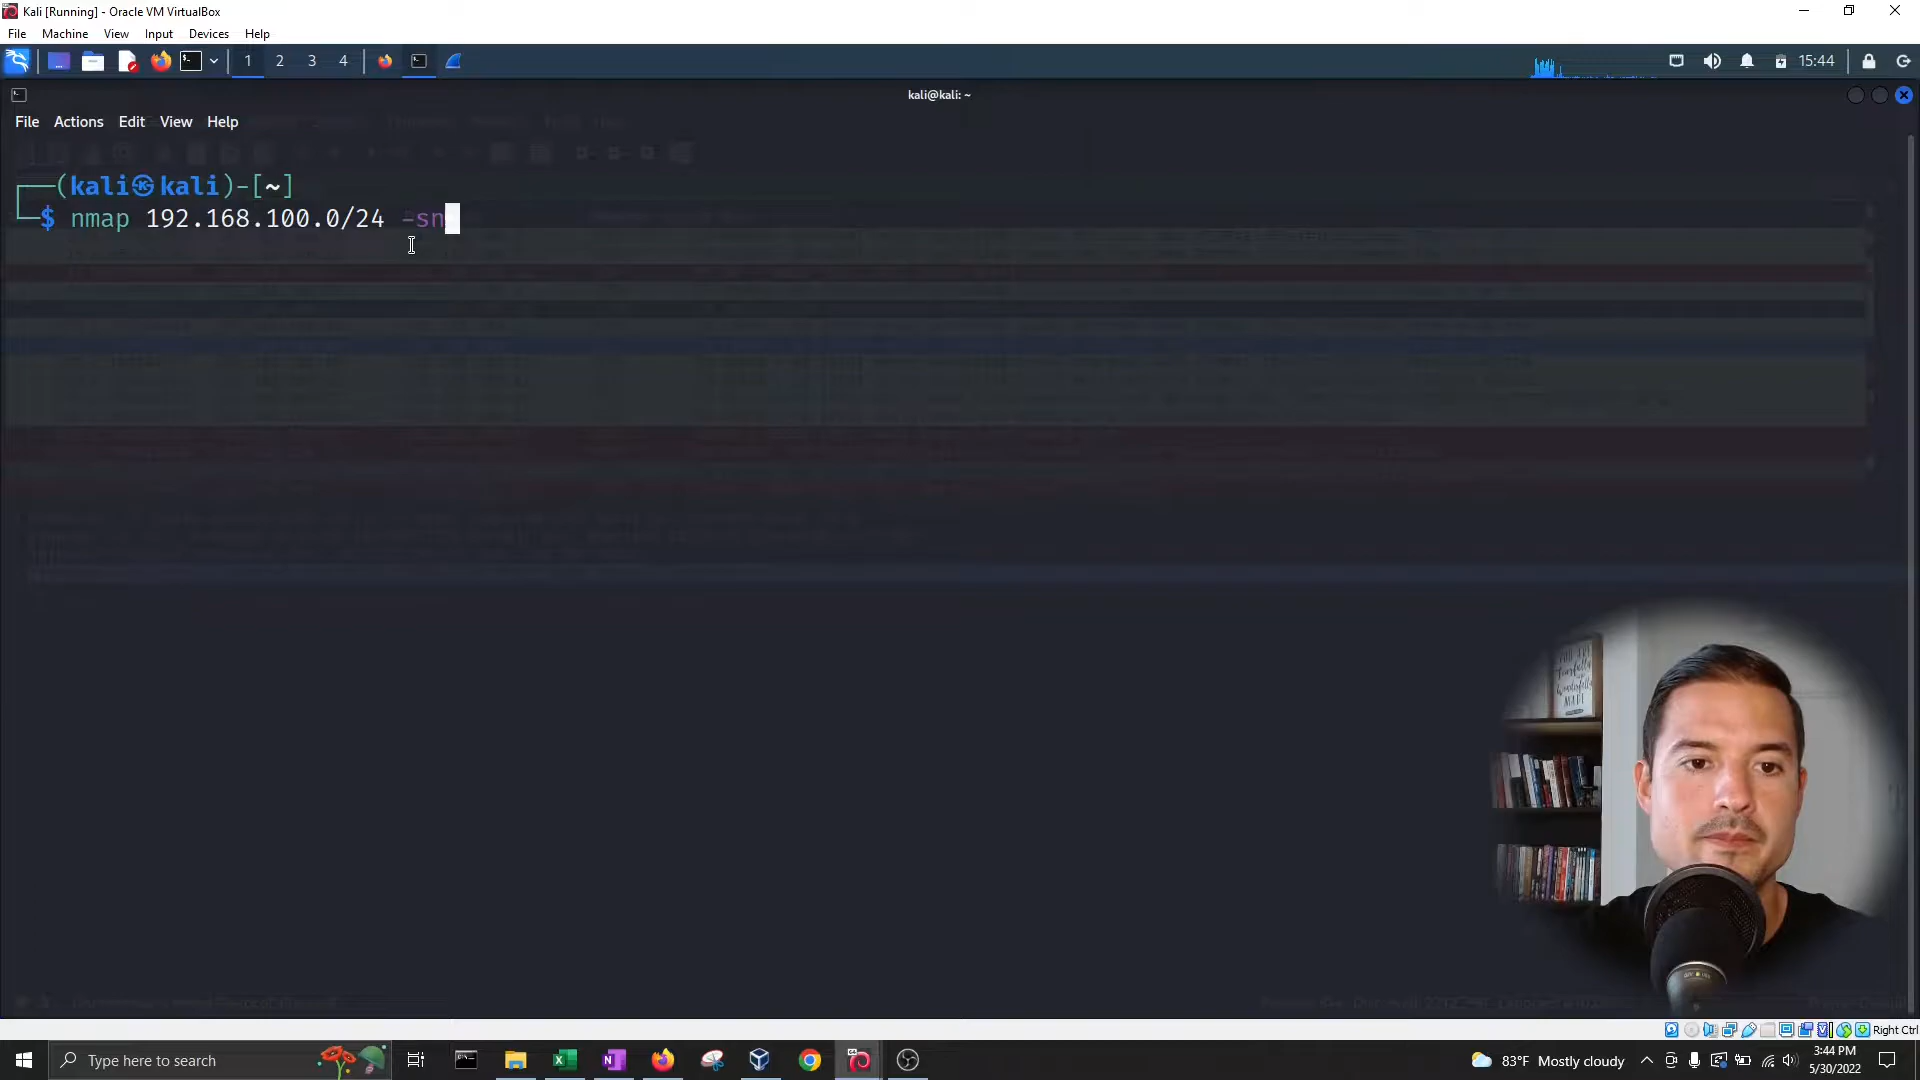 Kali [Running] - Oracle VM VirtualBox
File Machine View Input Devices Help
1 2 3 4 15:44
kali@kali: ~
File Actions Edit View Help
┌──(kali㉿kali)-[~]
└─$ nmap 192.168.100.0/24 -sn
MADE
Right Ctrl
Type here to search
83°F Mostly cloudy
3:44 PM
5/30/2022